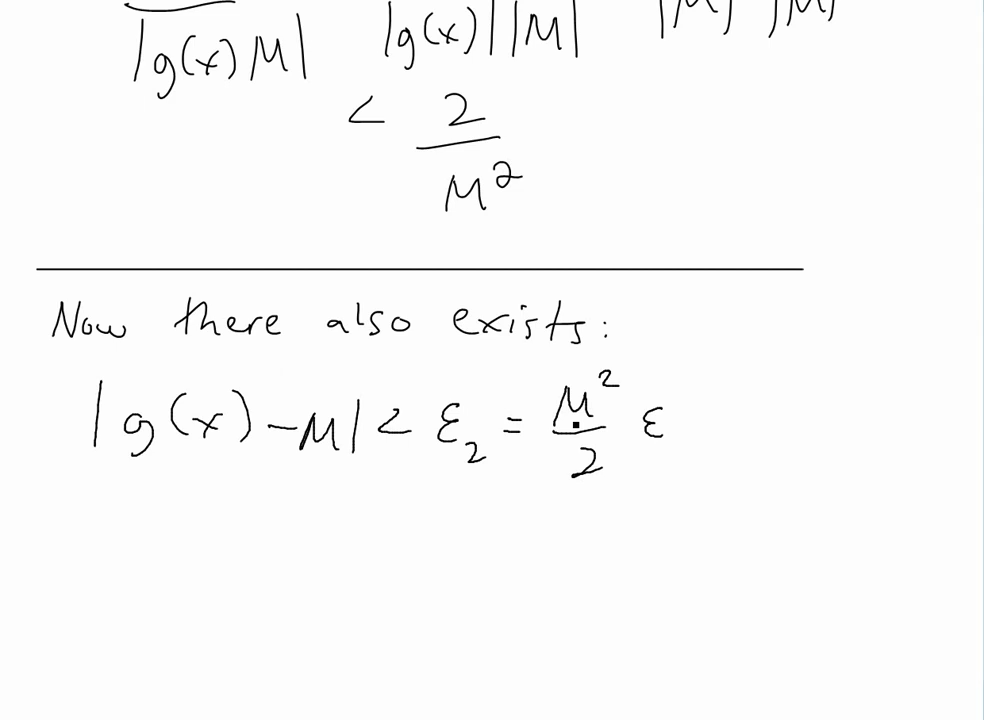 |g(x)M| |g(x)||M| |M| |M|
< 2/M²
Now there also exists:
|g(x) - M| < ε₂ = M²/2 ε